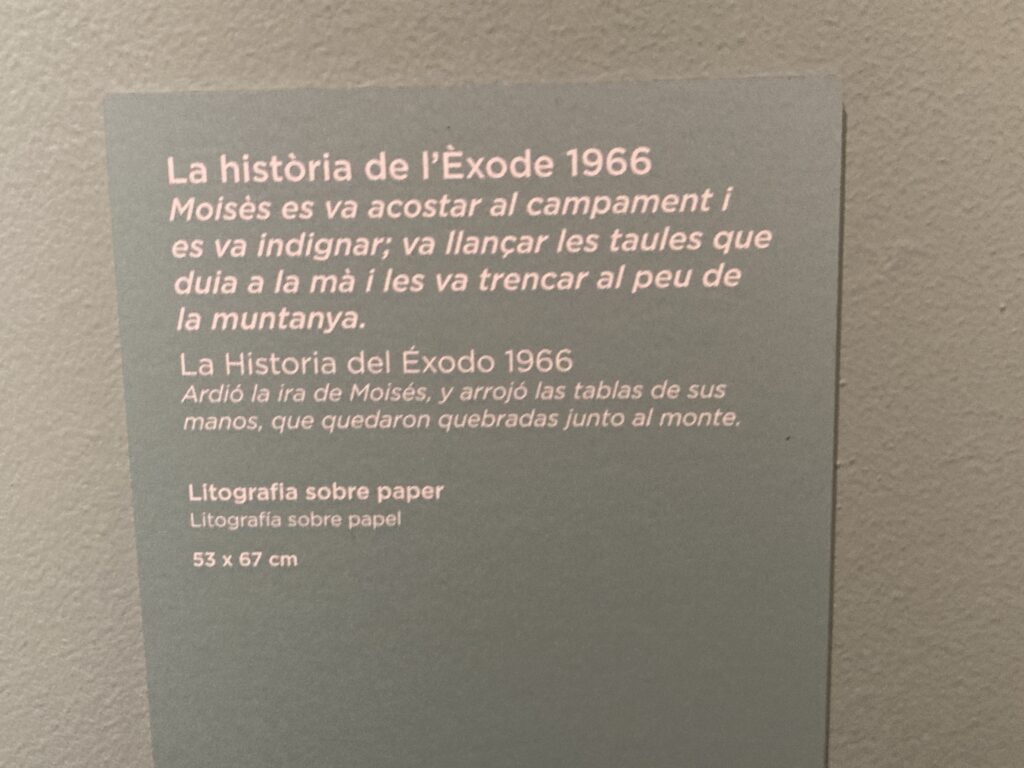 La història de l'Èxode 1966
Moisès es va acostar al campament i
es va indignar; va llançar les taules que
duia a la mà i les va trencar al peu de
la muntanya.
La Historia del Éxodo 1966
Ardió la ira de Moisés, y arrojó las tablas de sus
manos, que quedaron quebradas junto al monte.
Litografia sobre paper
Litografía sobre papel
53 x 67 cm